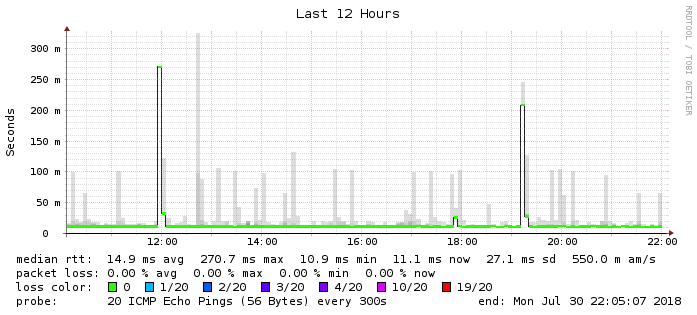 Last 12 Hours
RRDTOOL / TOBI OETIKER
Seconds
300 m
250 m
200 m
150 m
100 m
50 m
0
12:00 14:00 16:00 18:00 20:00 22:00
median rtt: 14.9 ms avg 270.7 ms max 10.9 ms min 11.1 ms now 27.1 ms sd 550.0 m am/s
packet loss: 0.00 % avg 0.00 % max 0.00 % min 0.00 % now
loss color: 0 1/20 2/20 3/20 4/20 10/20 19/20
probe: 20 ICMP Echo Pings (56 Bytes) every 300s end: Mon Jul 30 22:05:07 2018